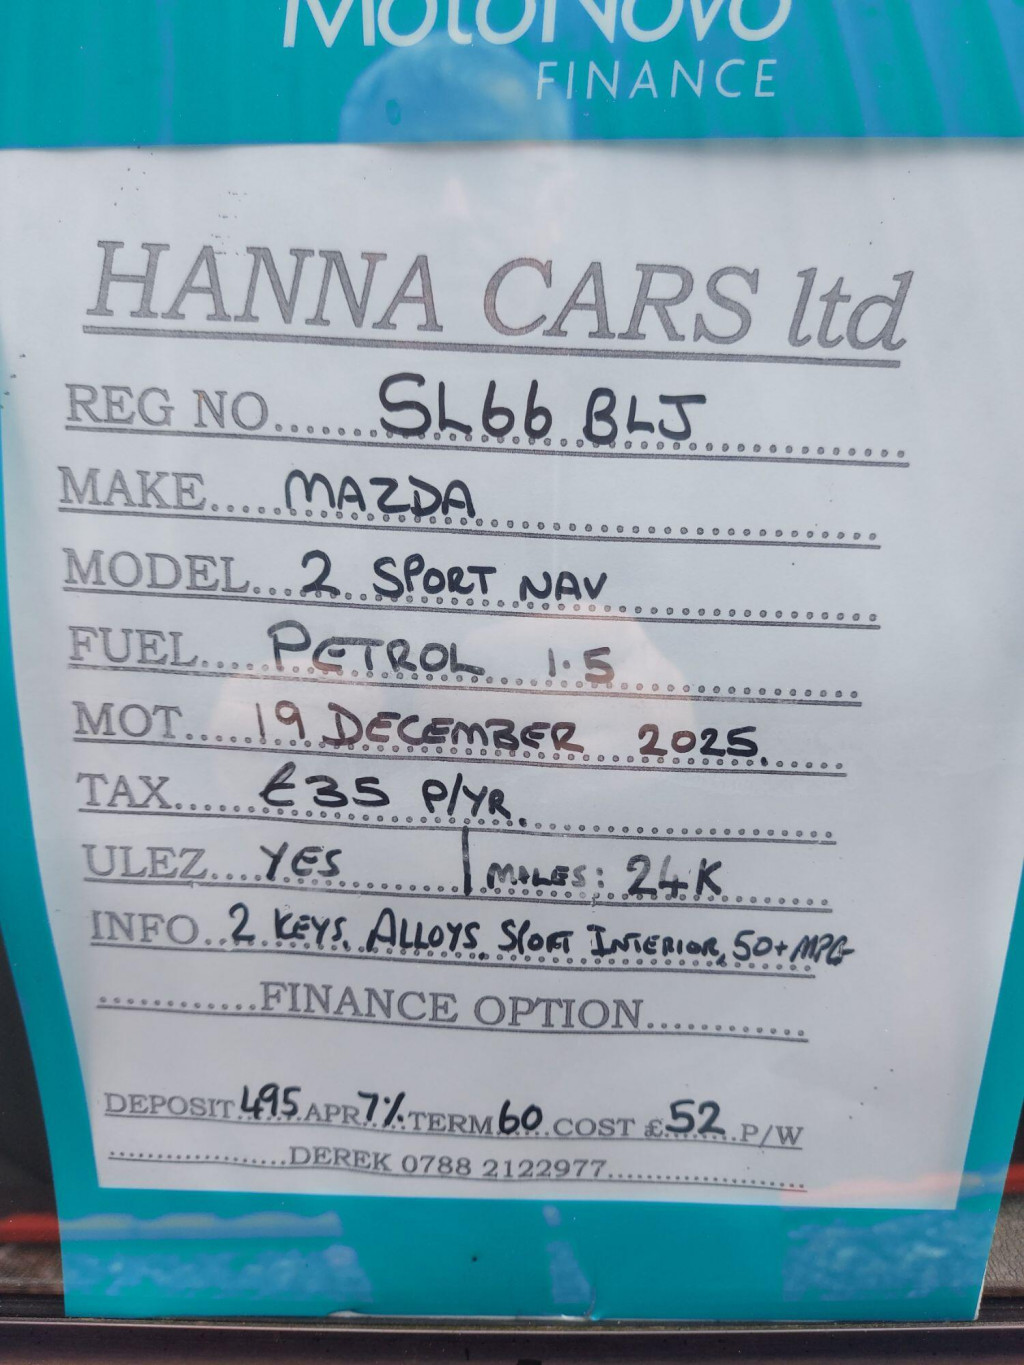 MotoNovo
FINANCE
HANNA CARS ltd
REG NO..... SL66 BLJ
MAKE.... MAZDA
MODEL... 2 SPORT NAV
FUEL.... PETROL 1.5
MOT..... 19 DECEMBER 2025.
TAX...... £35 P/YR.
ULEZ.... YES | MILES: 24K
INFO.. 2 KEYS, ALLOYS, SPORT INTERIOR, 50+MPG
............FINANCE OPTION............
DEPOSIT 495 APR 7% TERM 60 COST £52 P/W
..................DEREK 0788 2122977....................